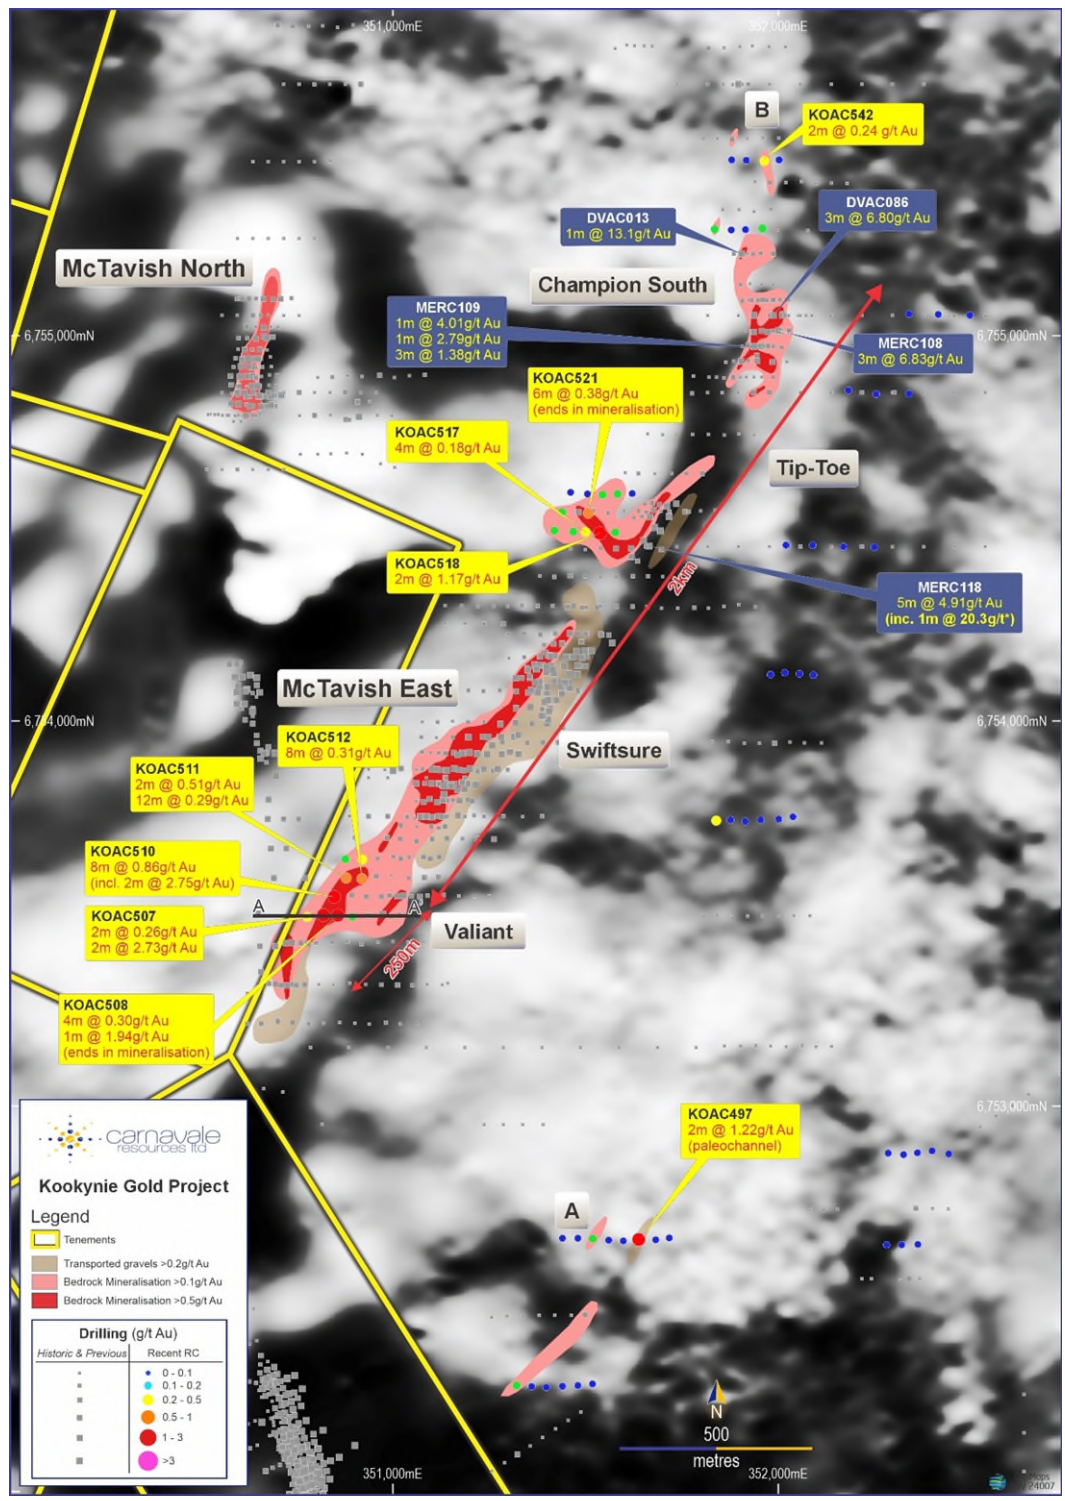 351,000mE
352,000mE
B
KOAC542
2m @ 0.24 g/t Au
DVAC086
3m @ 6.80g/t Au
DVAC013
1m @ 13.1g/t Au
McTavish North
Champion South
MERC109
1m @ 4.01g/t Au
1m @ 2.79g/t Au
3m @ 1.38g/t Au
6,755,000mN
6,755,000mN
MERC108
3m @ 6.83g/t Au
KOAC521
6m @ 0.38g/t Au
(ends in mineralisation)
KOAC517
4m @ 0.18g/t Au
Tip-Toe
KOAC518
2m @ 1.17g/t Au
2km
MERC118
5m @ 4.91g/t Au
(inc. 1m @ 20.3g/t*)
McTavish East
6,754,000mN
6,754,000mN
KOAC512
8m @ 0.31g/t Au
Swiftsure
KOAC511
2m @ 0.51g/t Au
12m @ 0.29g/t Au
KOAC510
8m @ 0.86g/t Au
(incl. 2m @ 2.75g/t Au)
A
A'
KOAC507
2m @ 0.26g/t Au
2m @ 2.73g/t Au
Valiant
250m
KOAC508
4m @ 0.30g/t Au
1m @ 1.94g/t Au
(ends in mineralisation)
6,753,000mN
KOAC497
2m @ 1.22g/t Au
(paleochannel)
A
carnavale
resources ltd
Kookynie Gold Project
Legend
Tenements
Transported gravels >0.2g/t Au
Bedrock Mineralisation >0.1g/t Au
Bedrock Mineralisation >0.5g/t Au
Drilling (g/t Au)
Historic & Previous
Recent RC
0 - 0.1
0.1 - 0.2
0.2 - 0.5
0.5 - 1
1 - 3
>3
N
500
metres
351,000mE
352,000mE
Maps
24007